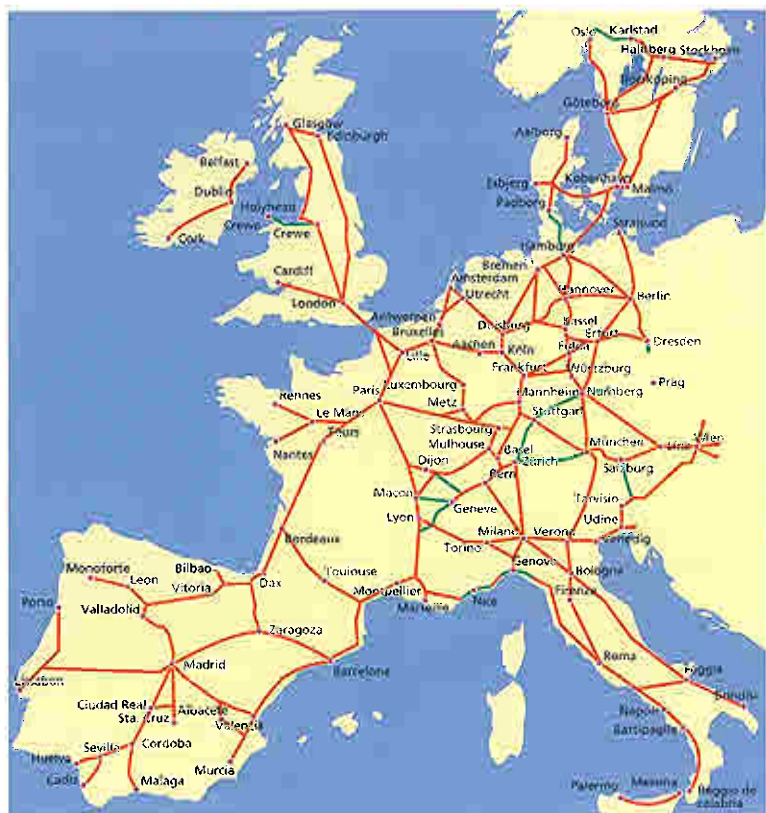 Oslo Karlstad
Hallsberg Stockholm
Norrköping
Göteborg
Glasgow
Edinburgh
Aalborg
Belfast
Esbjerg København
Malmö
Dublin
Padborg
Holyhead
Crewe
Crewe
Stralsund
Cork
Hamburg
Bremen
Cardiff
Amsterdam
Hannover
Utrecht
Berlin
London
Antwerpen
Duisburg
Kassel
Bruxelles
Erfurt
Aachen
Köln
Fulda
Dresden
Lille
Frankfurt
Würzburg
Paris
Luxembourg
Prag
Rennes
Mannheim
Nürnberg
Metz
Le Mans
Stuttgart
Tours
Strasbourg
Mulhouse
München
Linz
Wien
Nantes
Basel
Dijon
Zürich
Salzburg
Bern
Macon
Geneve
Tarvisio
Lyon
Udine
Milano
Verona
Venedig
Bordeaux
Torino
Genova
Monoforte
Bilbao
Toulouse
Bologna
Leon
Dax
Vitoria
Montpellier
Firenze
Porto
Valladolid
Marseille
Nice
Zaragoza
Madrid
Roma
Barcelona
Foggia
Ciudad Real
Albacete
Brindisi
Sta. Cruz
Valentia
Napoli
Battipaglia
Sevilla
Cordoba
Huelva
Murcia
Cadiz
Malaga
Palermo
Messina
Reggio de
calabria